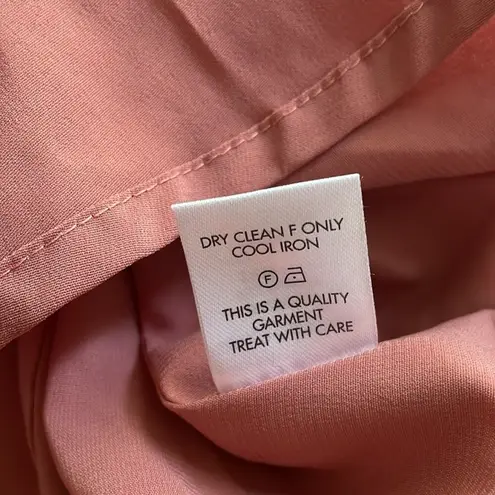 DRY CLEAN F ONLY
COOL IRON
F
THIS IS A QUALITY
GARMENT
TREAT WITH CARE